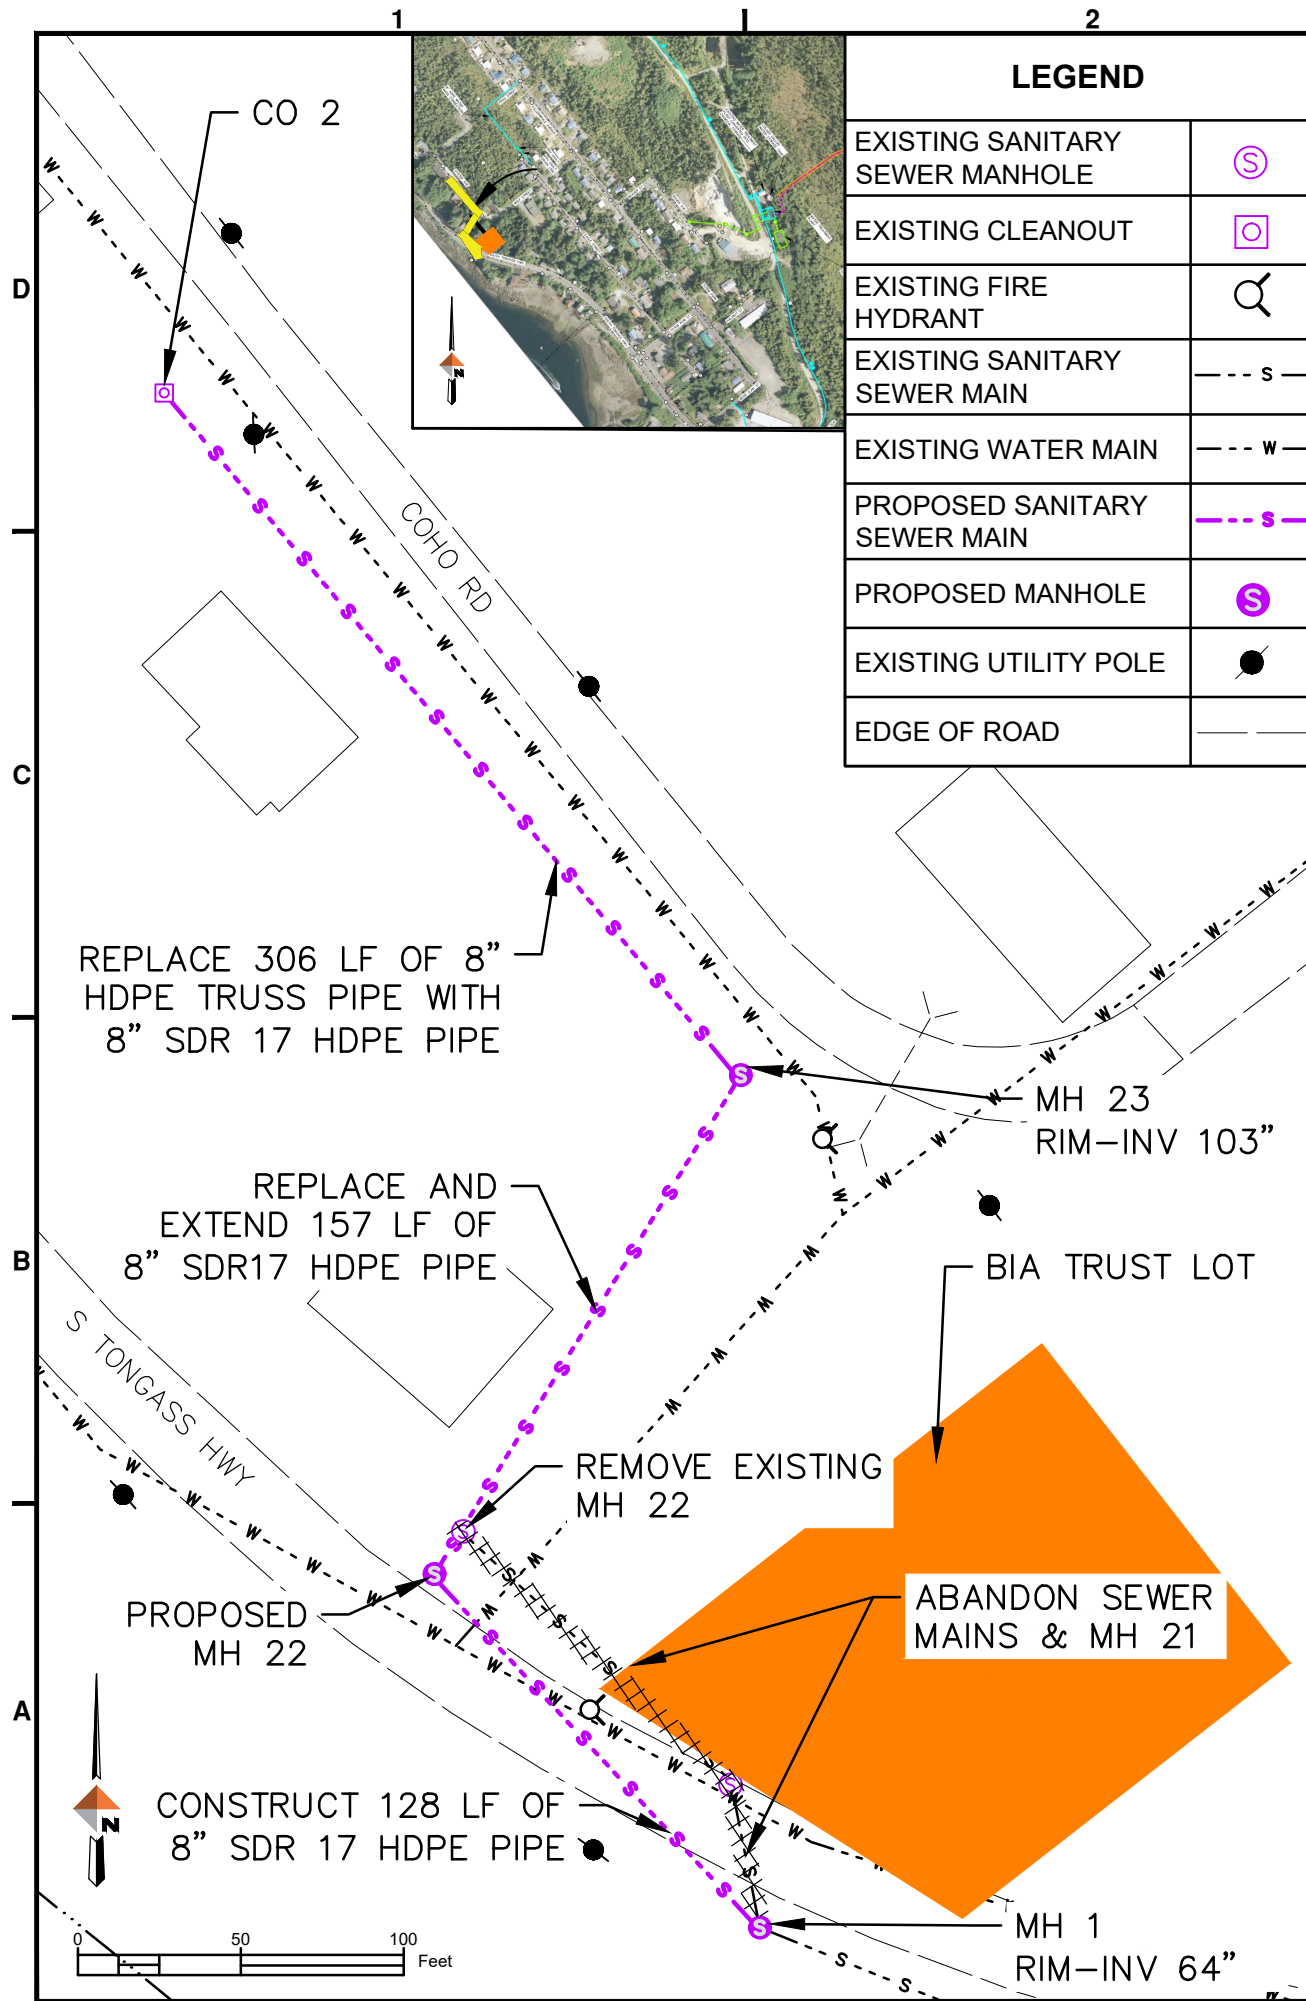 1
2
D
C
B
A
CO 2
LEGEND
EXISTING SANITARY
SEWER MANHOLE
S
EXISTING CLEANOUT
EXISTING FIRE
HYDRANT
EXISTING SANITARY
SEWER MAIN
S
EXISTING WATER MAIN
W
PROPOSED SANITARY
SEWER MAIN
S
PROPOSED MANHOLE
S
EXISTING UTILITY POLE
EDGE OF ROAD
N
COHO RD
REPLACE 306 LF OF 8”
HDPE TRUSS PIPE WITH
8” SDR 17 HDPE PIPE
MH 23
RIM–INV 103”
REPLACE AND
EXTEND 157 LF OF
8” SDR17 HDPE PIPE
BIA TRUST LOT
S TONGASS HWY
REMOVE EXISTING
MH 22
PROPOSED
MH 22
ABANDON SEWER
MAINS & MH 21
CONSTRUCT 128 LF OF
8” SDR 17 HDPE PIPE
N
MH 1
RIM–INV 64”
0 50 100
Feet